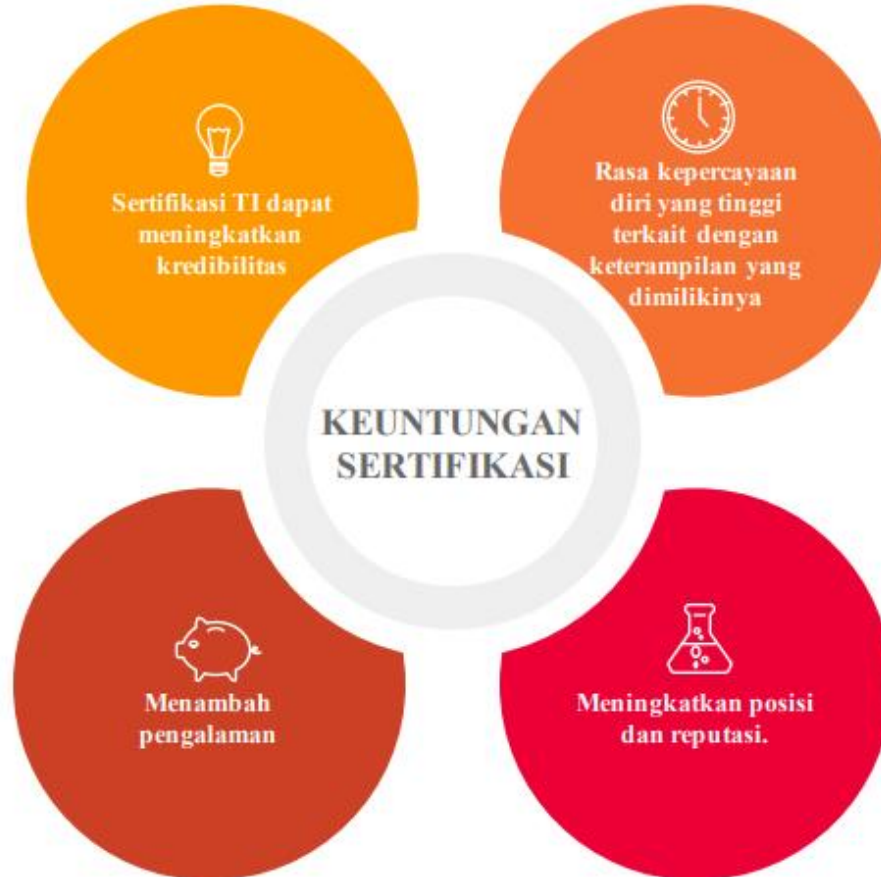 Sertifikasi TI dapat
meningkatkan
kredibilitas
Rasa kepercayaan
diri yang tinggi
terkait dengan
keterampilan yang
dimilikinya
KEUNTUNGAN
SERTIFIKASI
Menambah
pengalaman
Meningkatkan posisi
dan reputasi.